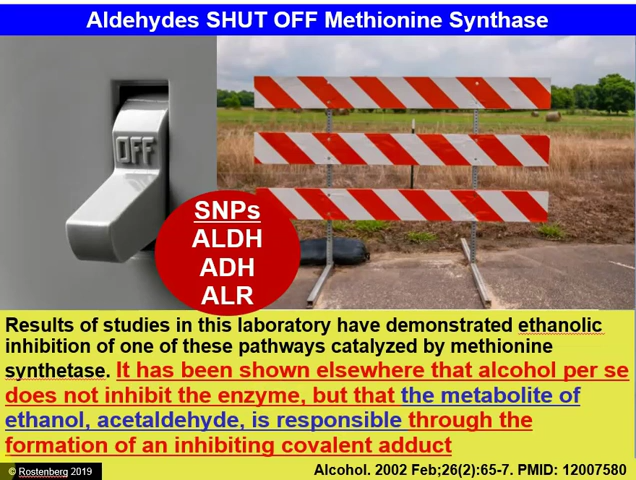 Aldehydes SHUT OFF Methionine Synthase
OFF
SNPs
ALDH
ADH
ALR
Results of studies in this laboratory have demonstrated ethanolic
inhibition of one of these pathways catalyzed by methionine
synthetase. It has been shown elsewhere that alcohol per se
does not inhibit the enzyme, but that the metabolite of
ethanol, acetaldehyde, is responsible through the
formation of an inhibiting covalent adduct
© Rostenberg 2019
Alcohol. 2002 Feb;26(2):65-7. PMID: 12007580